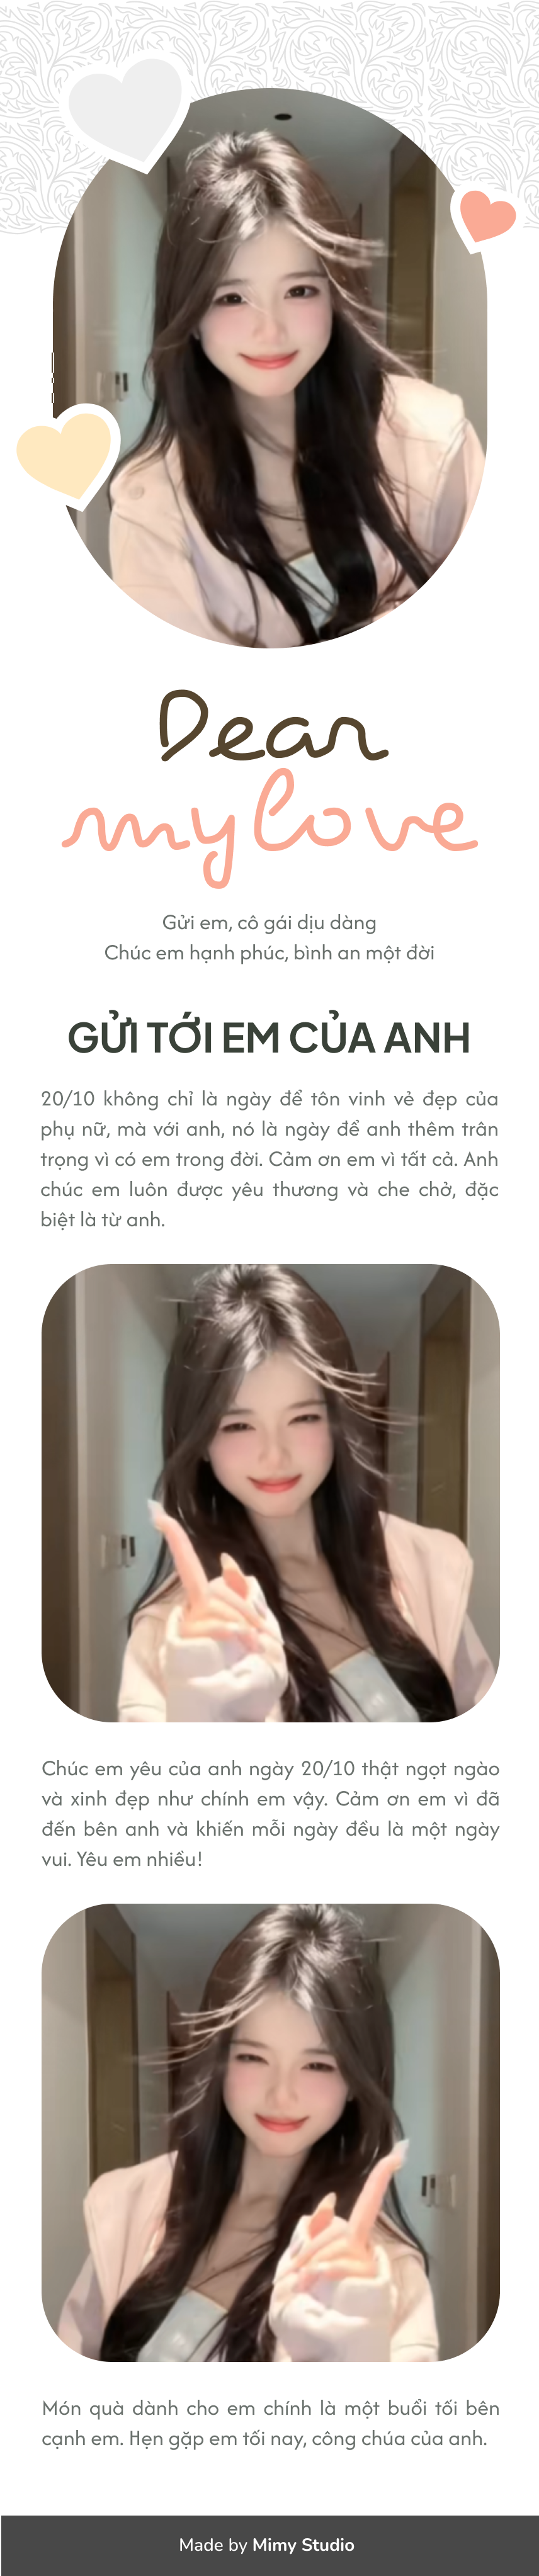 Dear
my love
Gửi em, cô gái dịu dàng
Chúc em hạnh phúc, bình an một đời
GỬI TỚI EM CỦA ANH
20/10 không chỉ là ngày để tôn vinh vẻ đẹp của
phụ nữ, mà với anh, nó là ngày để anh thêm trân
trọng vì có em trong đời. Cảm ơn em vì tất cả. Anh
chúc em luôn được yêu thương và che chở, đặc
biệt là từ anh.
Chúc em yêu của anh ngày 20/10 thật ngọt ngào
và xinh đẹp như chính em vậy. Cảm ơn em vì đã
đến bên anh và khiến mỗi ngày đều là một ngày
vui. Yêu em nhiều!
Món quà dành cho em chính là một buổi tối bên
cạnh em. Hẹn gặp em tối nay, công chúa của anh.
Made by Mimy Studio